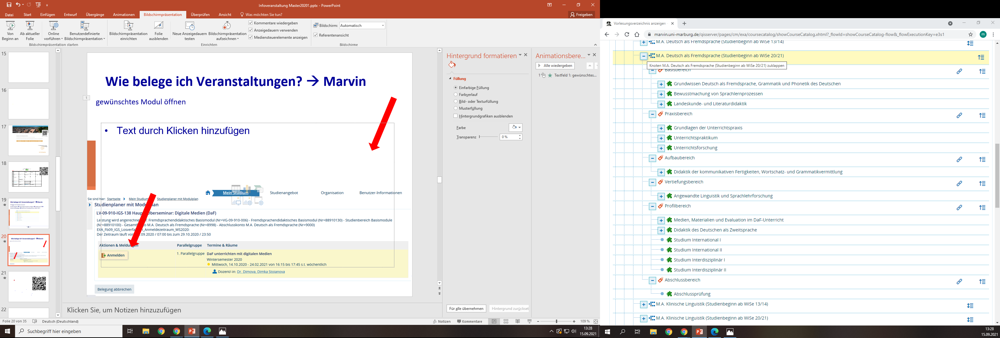 Infoveranstaltung Master20201.pptx - PowerPoint
Datei Start Einfügen Entwurf Übergänge Animationen Bildschirmpräsentation Überprüfen Ansicht Was möchten Sie tun? Freigeben
Von Beginn an
Ab aktueller Folie
Online vorführen
Benutzerdefinierte Bildschirmpräsentation
Bildschirmpräsentation starten
Bildschirmpräsentation einrichten
Folie ausblenden
Neue Anzeigedauern testen
Bildschirmpräsentation aufzeichnen
Kommentare wiedergeben
Anzeigedauern verwenden
Mediensteuerelemente anzeigen
Einrichten
Bildschirm: Automatisch
Referentenansicht
Bildschirme
15
16
17
18
19
Wie belege ich Veranstaltungen? → Marvin
20
Wie belege ich Veranstaltungen? → Marvin
21
22
Wie belege ich Veranstaltungen? → Marvin
1
gewünschtes Modul öffnen
• Text durch Klicken hinzufügen
Mein Studium Studienangebot Organisation Benutzer-Informationen
Sie sind hier: Startseite Mein Studium Studienplaner mit Modulplan
Studienplaner mit Modulplan
LV-09-910-IGS-138 Haupt- Oberseminar: Digitale Medien (DaF)
Leistung wird angerechnet : Fremdsprachendidaktisches Basismodul (Nr=VG-09-910-006) - Fremdsprachendidaktisches Basismodul (Nr=88910130) - Studienbereich Basismodule
(Nr=88910100) - Gesamt o M.A. Deutsch als Fremdsprache (Nr=8998) - Abschlusskonto M.A. Deutsch als Fremdsprache (Nr=9000)
EXA_Fb09_IGS_Losverfa n_Anmeldezeitraum_WS2020:
Der Zeitraum läuft vo .09.2020 / 07:00 bis zum 29.10.2020 / 23:50
Aktionen & Meldungen Parallelgruppe Termine & Räume
Anmelden 1. Parallelgruppe DaF unterrichten mit digitalen Medien
Wintersemester 2020
Mittwoch, 14.10.2020 - 24.02.2021 von 16:15 bis 17:45 s.t. wöchentlich
Dozent/-in: Dr. Dimova, Dimka Stoianova
Belegung abbrechen
Klicken Sie, um Notizen hinzuzufügen
Hintergrund formatieren
Füllung
Einfarbige Füllung
Farbverlauf
Bild- oder Texturfüllung
Musterfüllung
Hintergrundgrafiken ausblenden
Farbe
Transparenz 0 %
Für alle übernehmen Hintergrund zurückset
Animationsbere...
Alle wiedergeben
1 Textfeld 1: gewünschtes...
Folie 20 von 35 Deutsch (Deutschland) Notizen Kommentare 109 %
Suchbegriff hier eingeben
13:28
15.09.2021
Vorlesungsverzeichnis anzeigen
marvin.uni-marburg.de/qisserver/pages/cm/exa/coursecatalog/showCourseCatalog.xhtml?_flowId=showCourseCatalog-flow&_flowExecutionKey=e3s1
m
M.A. Deutsch als Fremdsprache (Studienbeginn ab WiSe 13/14)
M.A. Deutsch als Fremdsprache (Studienbeginn ab WiSe 20/21)
Knoten M.A. Deutsch als Fremdsprache (Studienbeginn ab WiSe 20/21) zuklappen
Basisbereich
Grundwissen Deutsch als Fremdsprache, Grammatik und Phonetik des Deutschen
Bewusstmachung von Sprachlernprozessen
Landeskunde- und Literaturdidaktik
Praxisbereich
Grundlagen der Unterrichtspraxis
Unterrichtspraktikum
Unterrichtsforschung
Aufbaubereich
Didaktik der kommunikativen Fertigkeiten, Wortschatz- und Grammatikvermittlung
Vertiefungsbereich
Angewandte Linguistik und Sprachlehrforschung
Profilbereich
Medien, Materialien und Evaluation im DaF-Unterricht
Didaktik des Deutschen als Zweitsprache
Studium International I
Studium International II
Studium Interdisziplinär I
Studium Interdisziplinär II
Abschlussbereich
Abschlussprüfung
M.A. Klinische Linguistik (Studienbeginn ab WiSe 13/14)
M.A. Klinische Linguistik (Studienbeginn ab WiSe 20/21)
13:28
15.09.2021